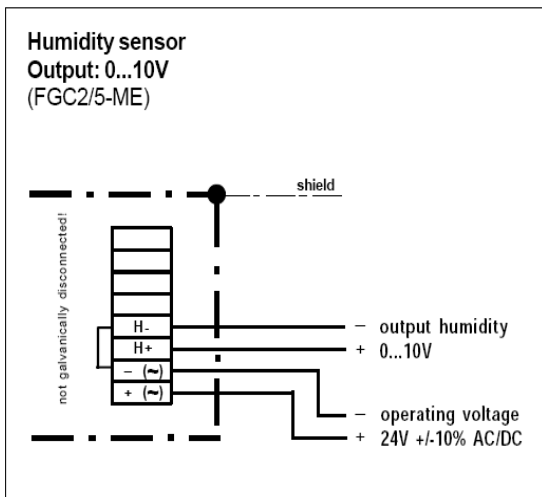 Humidity sensor
Output: 0...10V
(FGC2/5-ME)
shield
not galvanically disconnected!
H-
H+
- (~)
+ (~)
- output humidity
+ 0...10V
- operating voltage
+ 24V +/-10% AC/DC